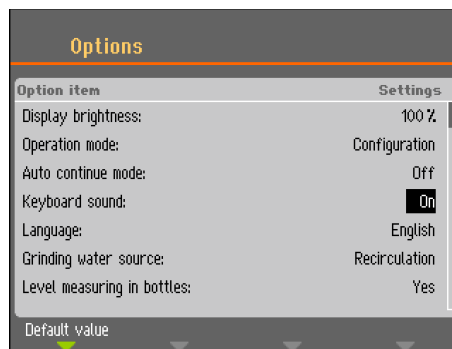 Options
Option item Settings
Display brightness: 100 %
Operation mode: Configuration
Auto continue mode: Off
Keyboard sound: On
Language: English
Grinding water source: Recirculation
Level measuring in bottles: Yes
Default value